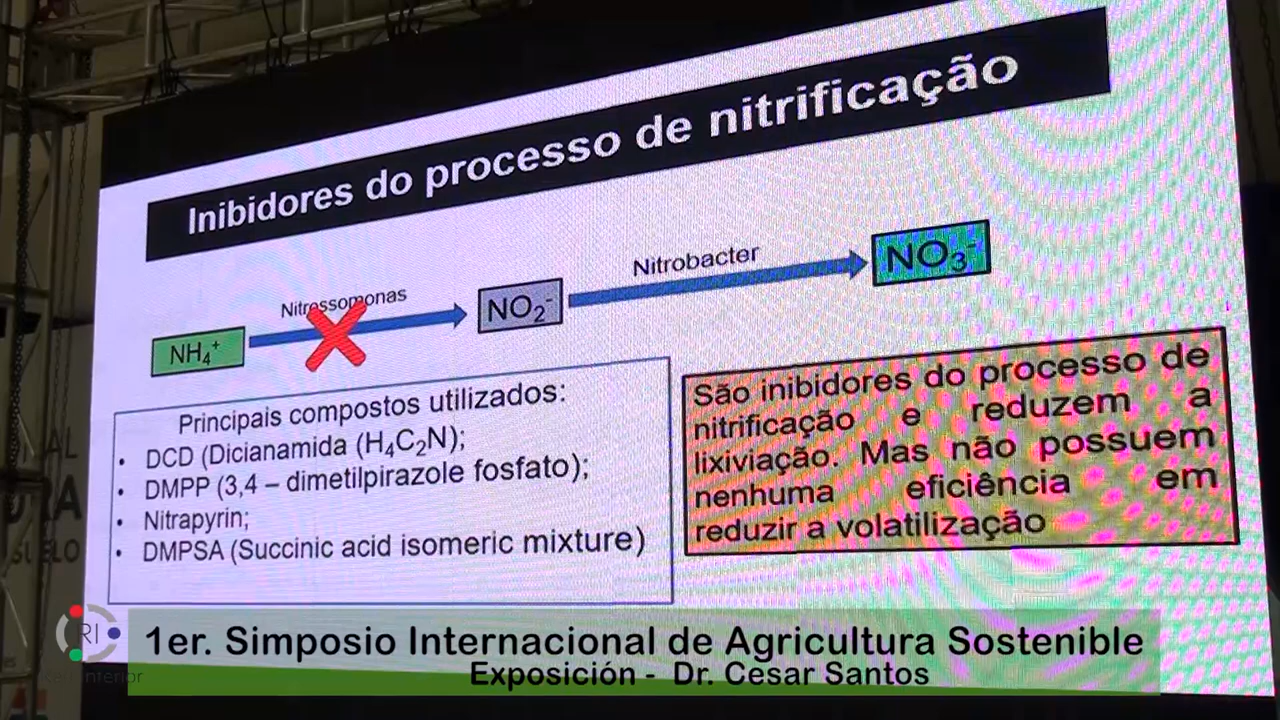 Inibidores do processo de nitrificação
Nitrossomonas
Nitrobacter
NH₄⁺
NO₂⁻
NO₃⁻
Principais compostos utilizados:
• DCD (Dicianamida (H₄C₂N);
• DMPP (3,4 – dimetilpirazole fosfato);
• Nitrapyrin;
• DMPSA (Succinic acid isomeric mixture)
São inibidores do processo de
nitrificação e reduzem a
lixiviação. Mas não possuem
nenhuma eficiência em
reduzir a volatilização
RI
1er. Simposio Internacional de Agricultura Sostenible
Exposición - Dr. Cesar Santos